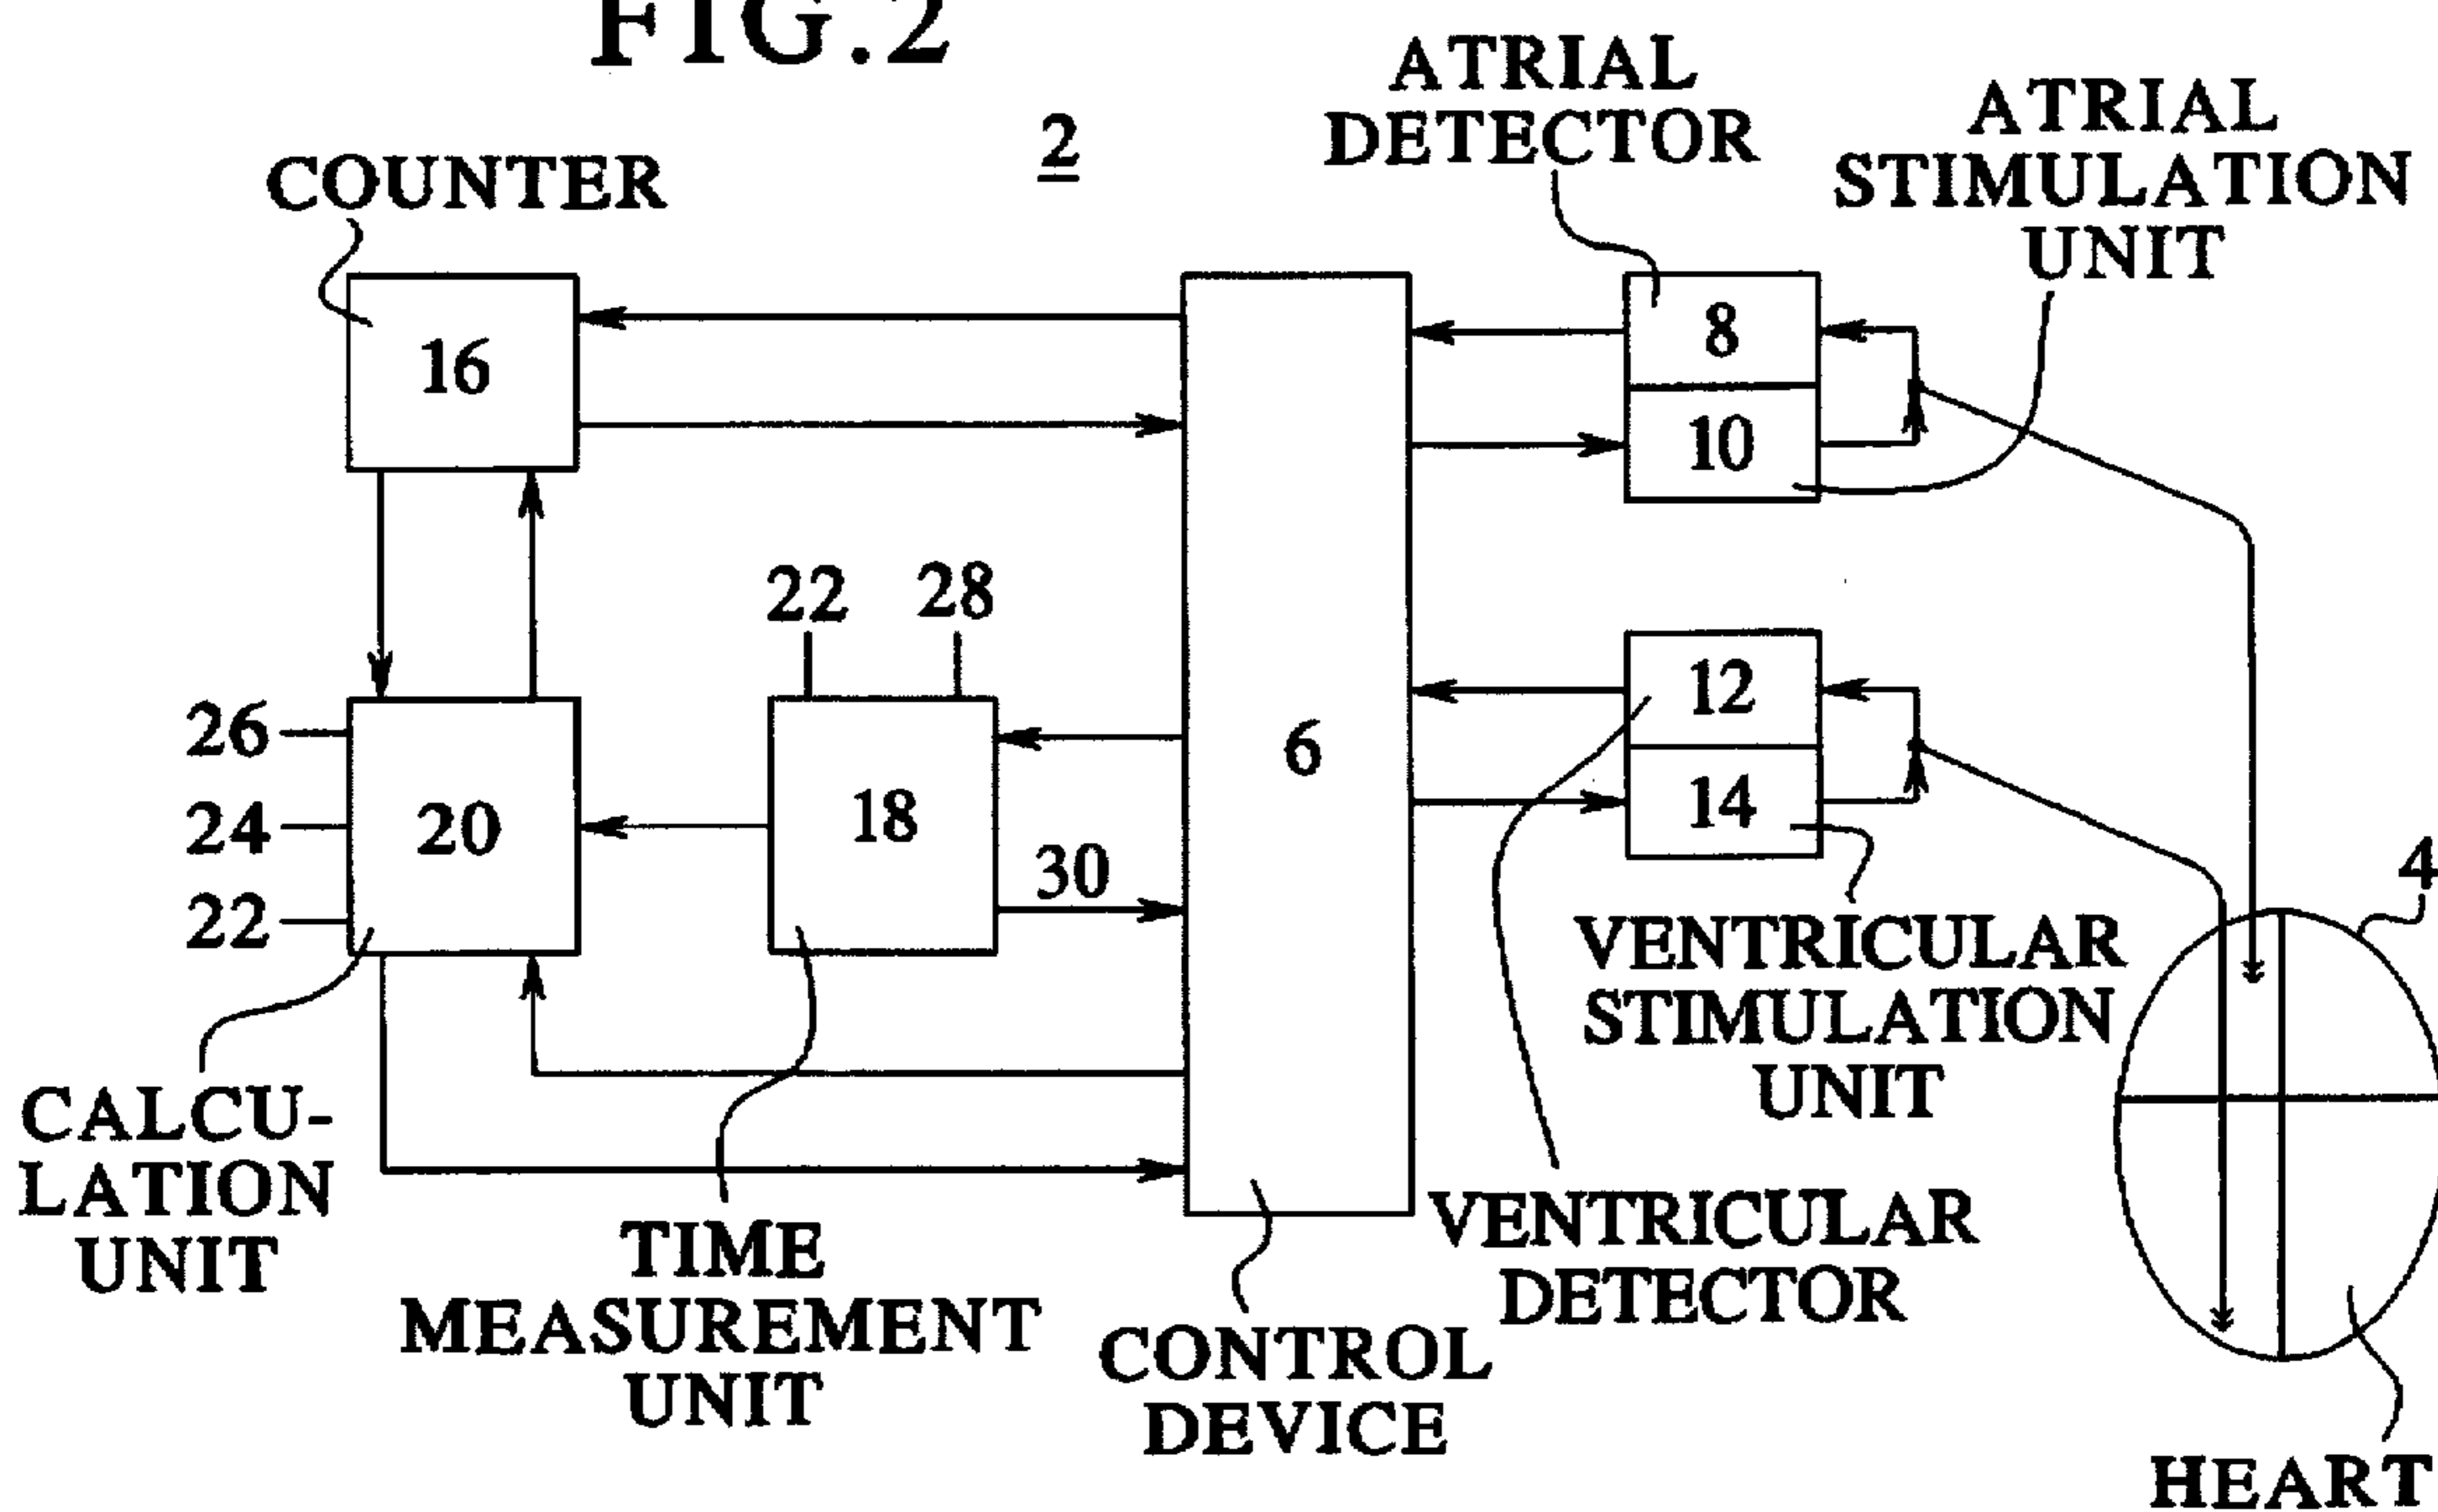 FIG.2
2
COUNTER
ATRIAL
DETECTOR
ATRIAL
STIMULATION
UNIT
16
8
10
22 28
12
14
6
26
24
22
20
18
30
4
VENTRICULAR
STIMULATION
UNIT
CALCU-
LATION
UNIT
TIME
MEASUREMENT
UNIT
VENTRICULAR
DETECTOR
CONTROL
DEVICE
HEART